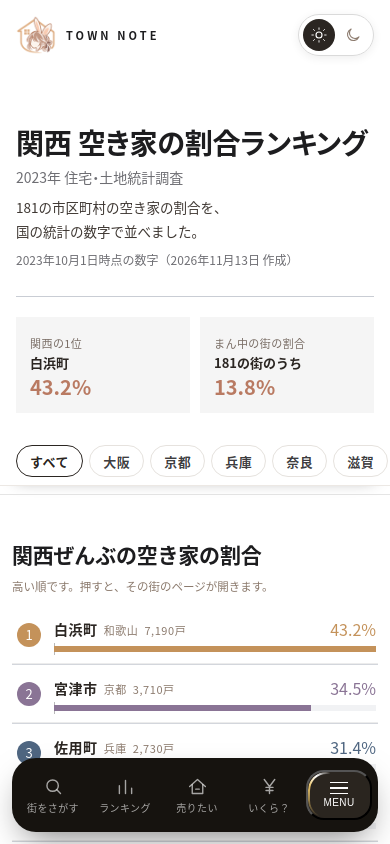 TOWN NOTE
関西 空き家の割合ランキング
2023年 住宅・土地統計調査
181の市区町村の空き家の割合を、
国の統計の数字で並べました。
2023年10月1日時点の数字（2026年11月13日 作成）
関西の1位
白浜町
43.2%
まん中の街の割合
181の街のうち
13.8%
すべて 大阪 京都 兵庫 奈良 滋賀
関西ぜんぶの空き家の割合
高い順です。押すと、その街のページが開きます。
1 白浜町 和歌山 7,190戸 43.2%
2 宮津市 京都 3,710戸 34.5%
3 佐用町 兵庫 2,730戸 31.4%
街をさがす ランキング 売りたい いくら？ MENU